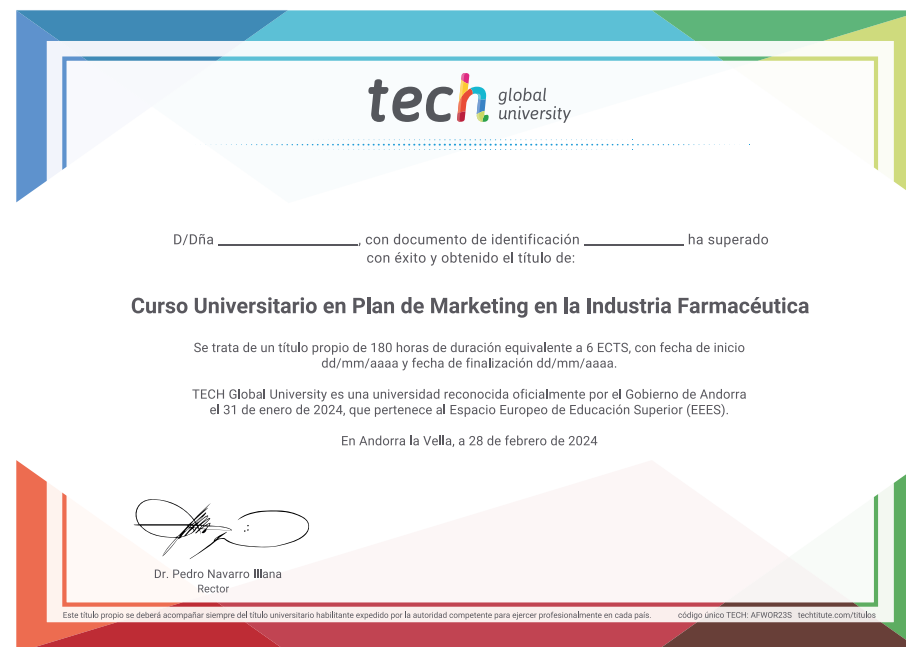 tech global university
D/Dña ____________________, con documento de identificación ______________ ha superado
con éxito y obtenido el título de:
Curso Universitario en Plan de Marketing en la Industria Farmacéutica
Se trata de un título propio de 180 horas de duración equivalente a 6 ECTS, con fecha de inicio
dd/mm/aaaa y fecha de finalización dd/mm/aaaa.
TECH Global University es una universidad reconocida oficialmente por el Gobierno de Andorra
el 31 de enero de 2024, que pertenece al Espacio Europeo de Educación Superior (EEES).
En Andorra la Vella, a 28 de febrero de 2024
Dr. Pedro Navarro Illana
Rector
Este título propio se deberá acompañar siempre del título universitario habilitante expedido por la autoridad competente para ejercer profesionalmente en cada país. código único TECH: AFWOR23S techtitute.com/titulos